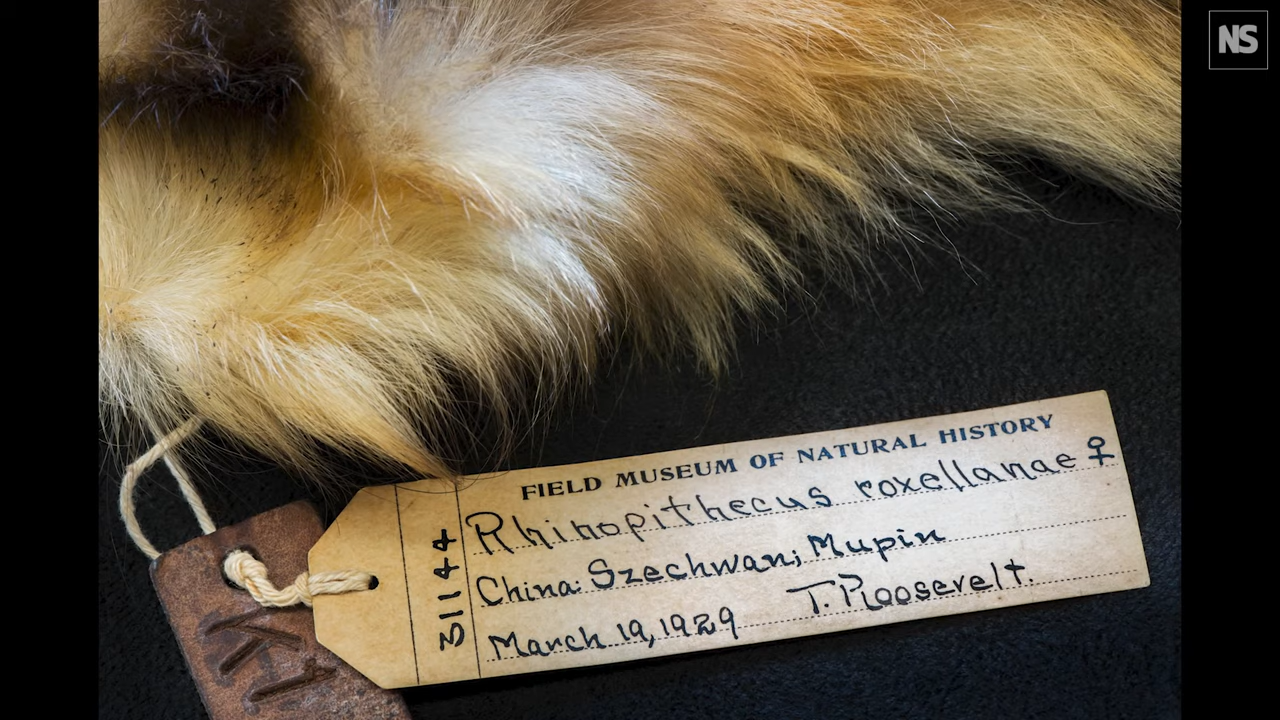 NS
FIELD MUSEUM OF NATURAL HISTORY
Rhinopithecus roxellanae ♀
China: Szechwan; Mupin
March 19, 1929 T. Roosevelt.
31144